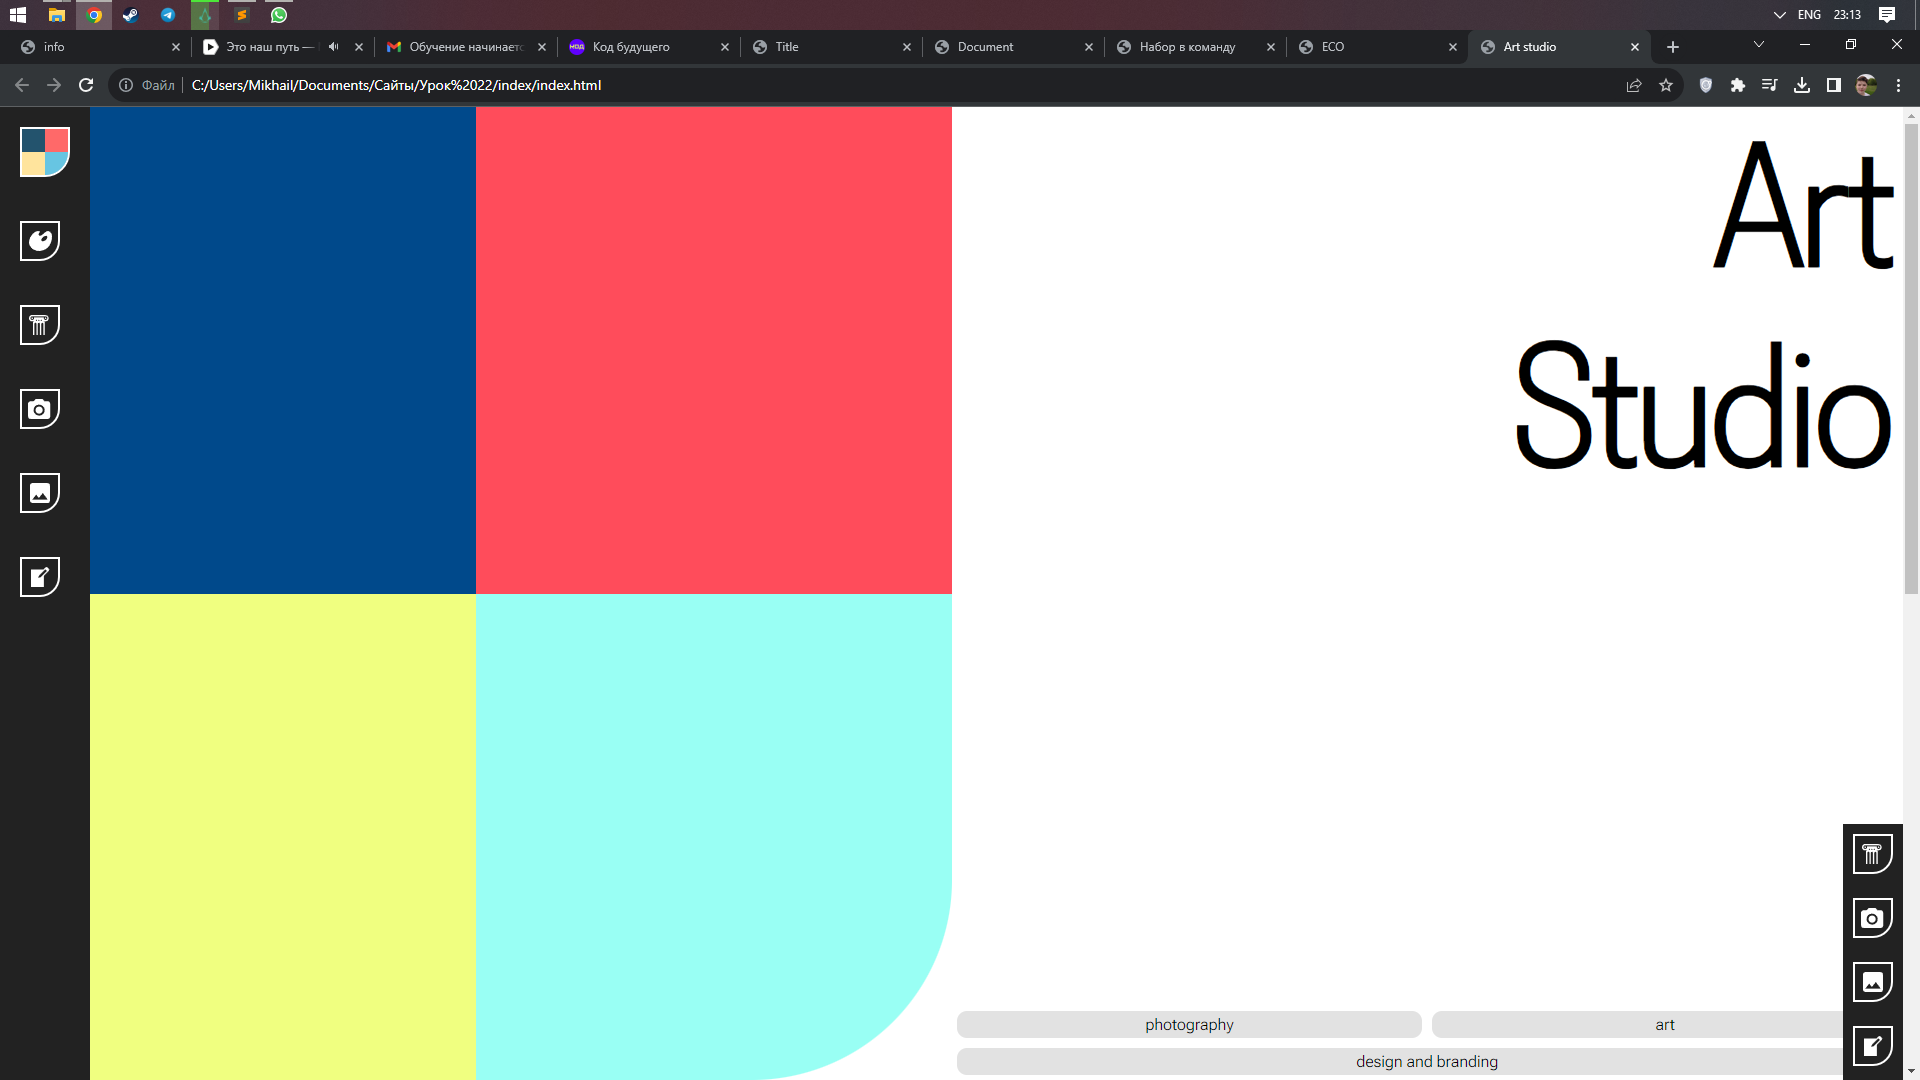 ENG 23:13
info
Это наш путь —
Обучение начинаетс
Код будущего
Title
Document
Набор в команду
ECO
Art studio
Файл C:/Users/Mikhail/Documents/Сайты/Урок%2022/index/index.html
Art
Studio
photography
art
design and branding